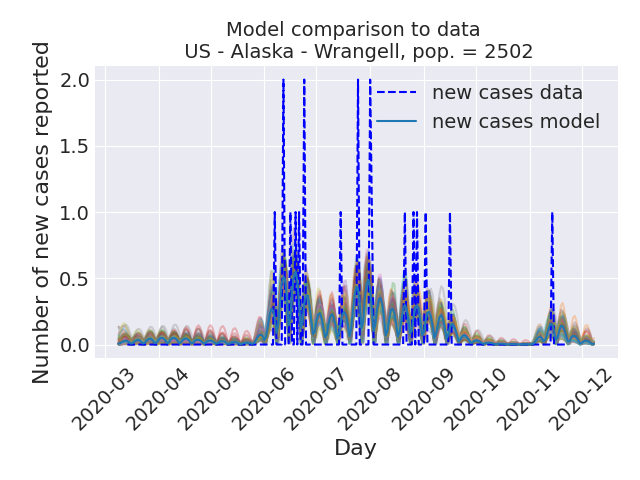 Model comparison to data
US - Alaska - Wrangell, pop. = 2502
Number of new cases reported
2.0
1.5
1.0
0.5
0.0
new cases data
new cases model
2020-03
2020-04
2020-05
2020-06
2020-07
2020-08
2020-09
2020-10
2020-11
2020-12
Day